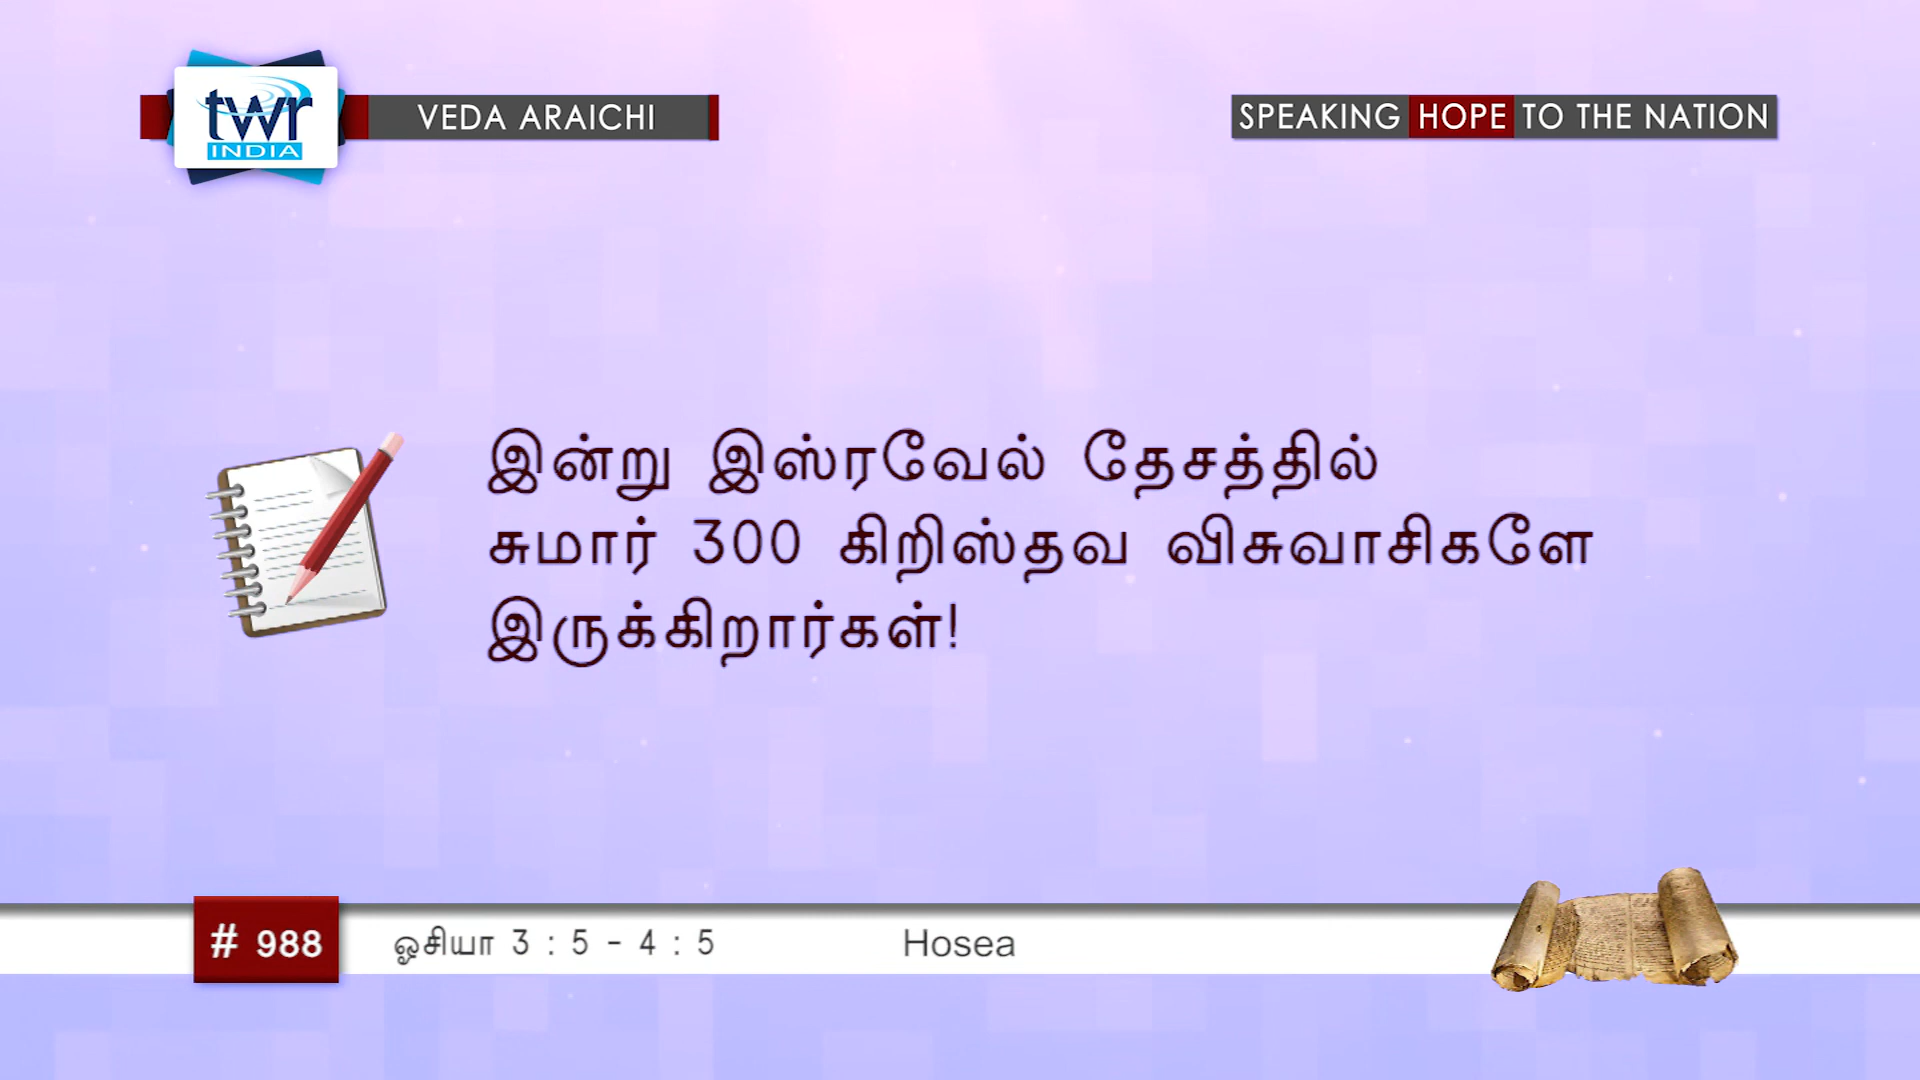 twr
INDIA
VEDA ARAICHI
SPEAKING HOPE TO THE NATION
இன்று இஸ்ரவேல் தேசத்தில்
சுமார் 300 கிறிஸ்தவ விசுவாசிகளே
இருக்கிறார்கள்!
# 988
ஓசியா 3 : 5 - 4 : 5
Hosea